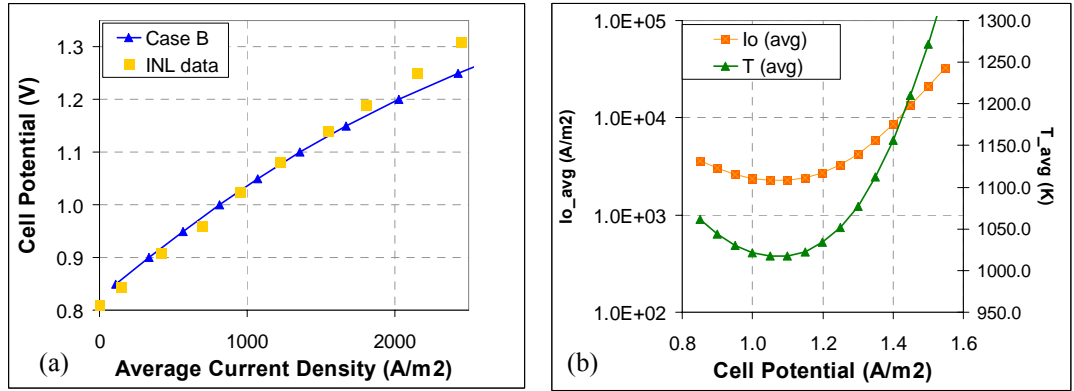 Case B
INL data
1.3
1.2
1.1
1.0
0.9
0.8
Cell Potential (V)
0
1000
2000
Average Current Density (A/m2)
(a)
Io (avg)
T (avg)
1.0E+05
1.0E+04
1.0E+03
1.0E+02
Io_avg (A/m2)
1300.0
1250.0
1200.0
1150.0
1100.0
1050.0
1000.0
950.0
T_avg (K)
0.8
1.0
1.2
1.4
1.6
Cell Potential (A/m2)
(b)